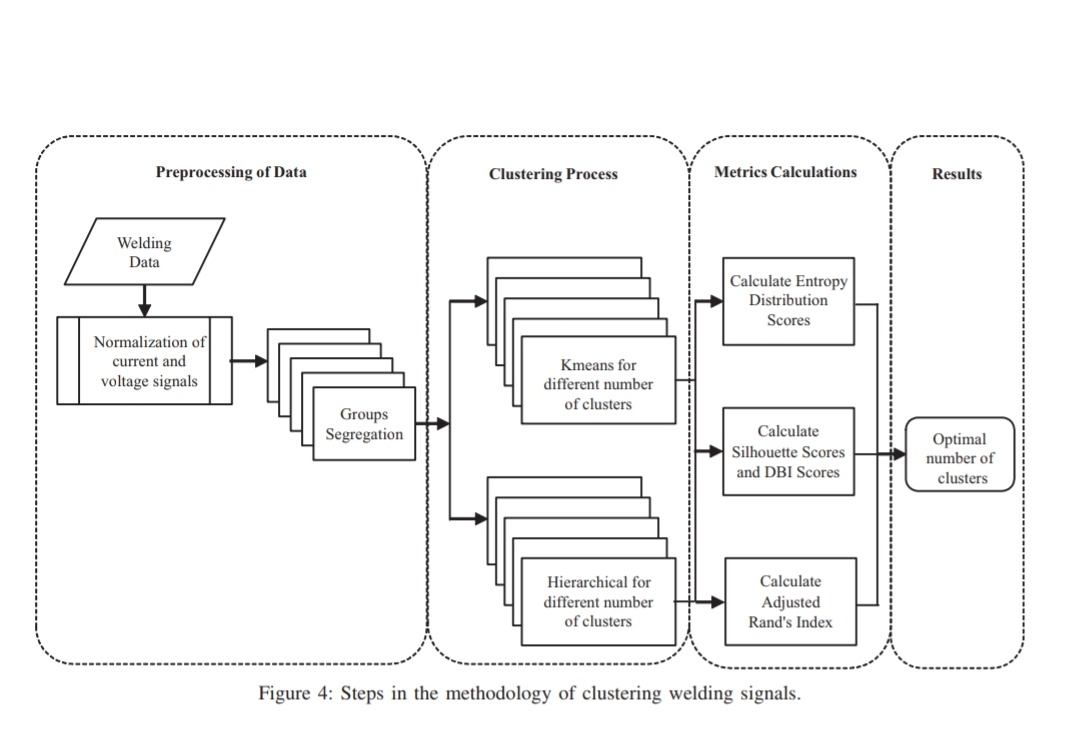 Preprocessing of Data
Welding
Data
Normalization of
current and
voltage signals
Groups
Segregation
Clustering Process
Kmeans for
different number
of clusters
Hierarchical for
different number
of clusters
Metrics Calculations
Calculate Entropy
Distribution
Scores
Calculate
Silhouette Scores
and DBI Scores
Calculate
Adjusted
Rand's Index
Results
Optimal
number of
clusters
Figure 4: Steps in the methodology of clustering welding signals.